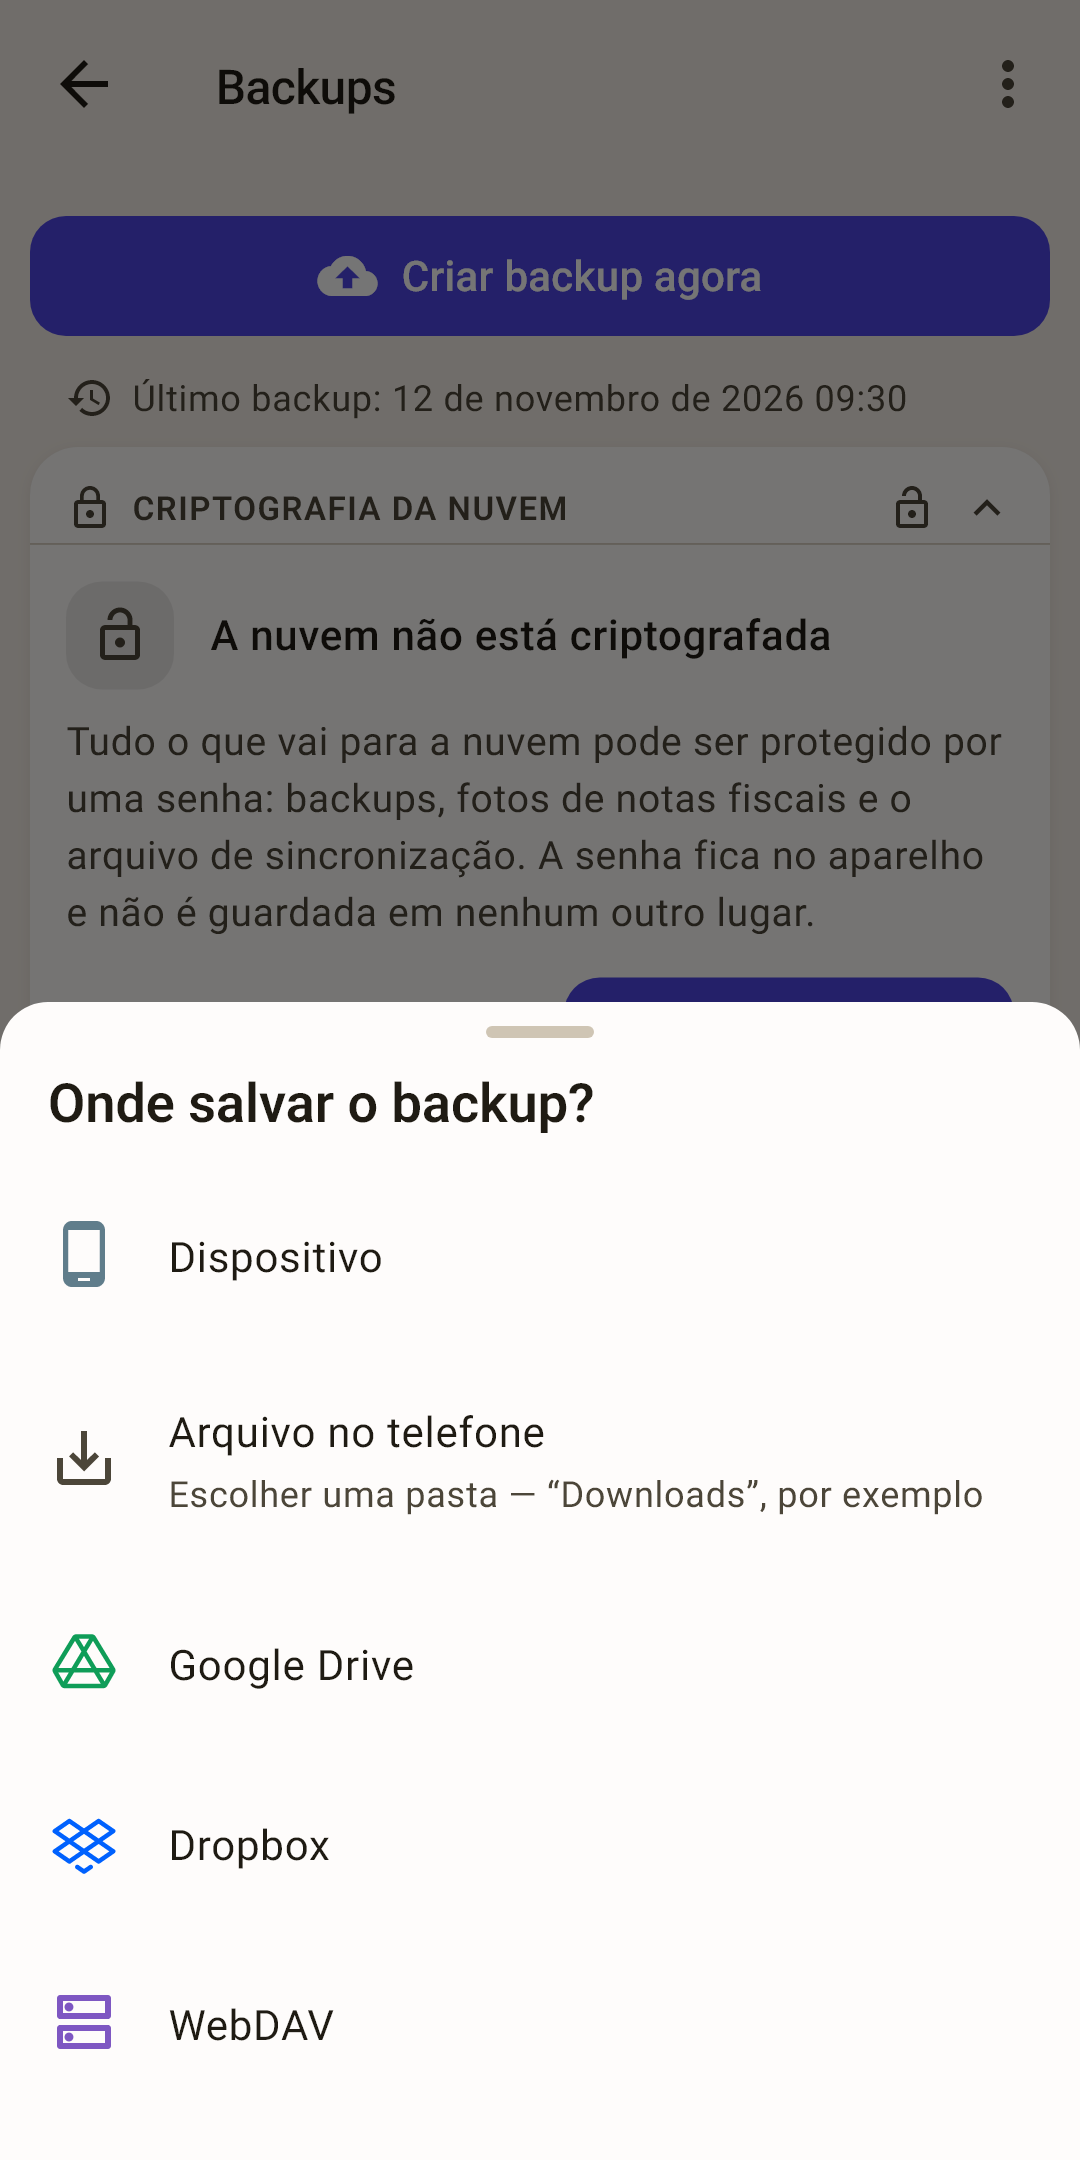 Backups
Criar backup agora
Último backup: 12 de novembro de 2026 09:30
CRIPTOGRAFIA DA NUVEM
A nuvem não está criptografada
Tudo o que vai para a nuvem pode ser protegido por
uma senha: backups, fotos de notas fiscais e o
arquivo de sincronização. A senha fica no aparelho
e não é guardada em nenhum outro lugar.
Onde salvar o backup?
Dispositivo
Arquivo no telefone
Escolher uma pasta — “Downloads”, por exemplo
Google Drive
Dropbox
WebDAV